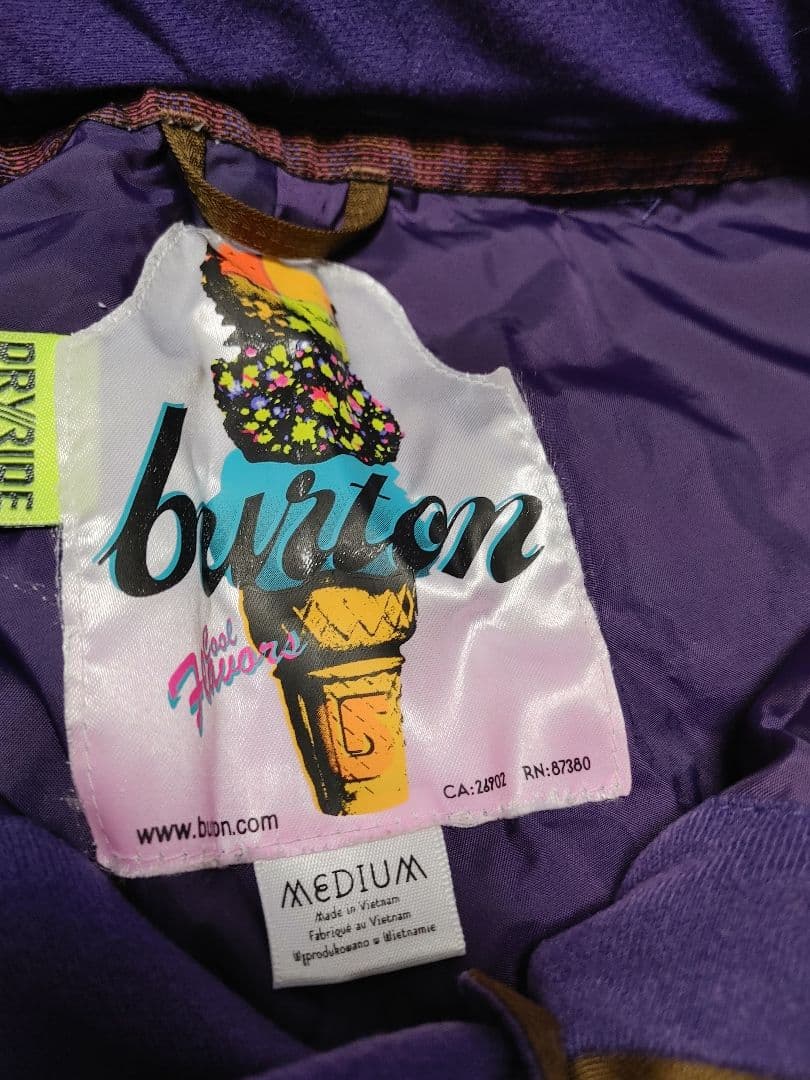 DRYRIDE
burton
Cool
Flavors
CA:26902 RN:87380
www.burton.com
MEDIUM
Made in Vietnam
Fabriqué au Vietnam
Wyprodukowano w Wietnamie